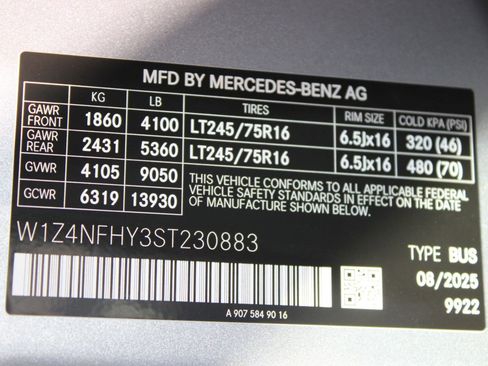 MFD BY MERCEDES-BENZ AG
KG LB TIRES RIM SIZE COLD KPA (PSI)
GAWR FRONT 1860 4100 LT245/75R16 6.5Jx16 320 (46)
GAWR REAR 2431 5360 LT245/75R16 6.5Jx16 480 (70)
GVWR 4105 9050
GCWR 6319 13930
THIS VEHICLE CONFORMS TO ALL APPLICABLE FEDERAL
VEHICLE SAFETY STANDARDS IN EFFECT ON THE DATE
OF MANUFACTURE SHOWN ABOVE.
W1Z4NFHY3ST230883
TYPE BUS
08/2025
9922
A 907 584 90 16